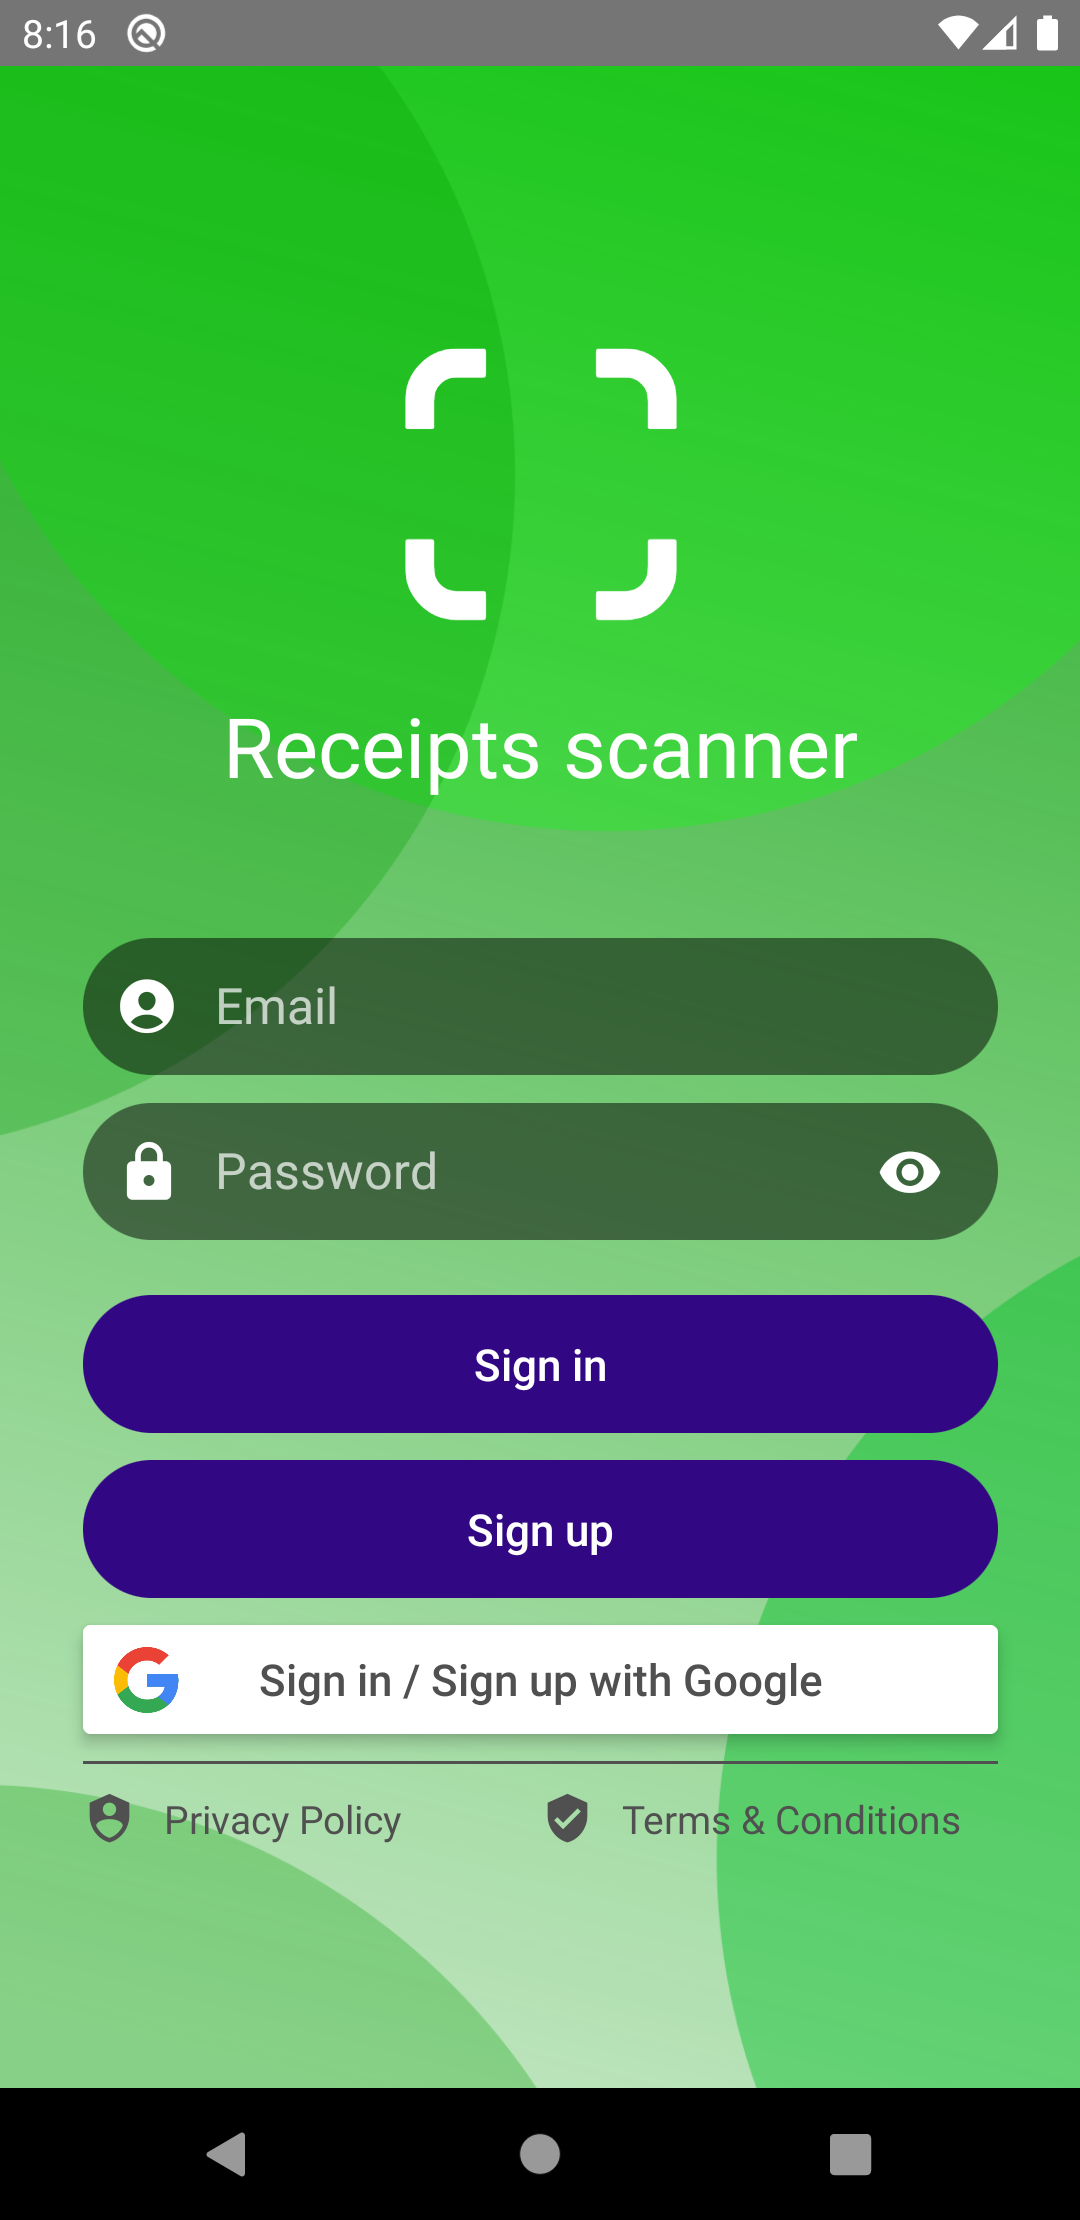 8:16
Receipts scanner
Email
Password
Sign in
Sign up
Sign in / Sign up with Google
Privacy Policy
Terms & Conditions